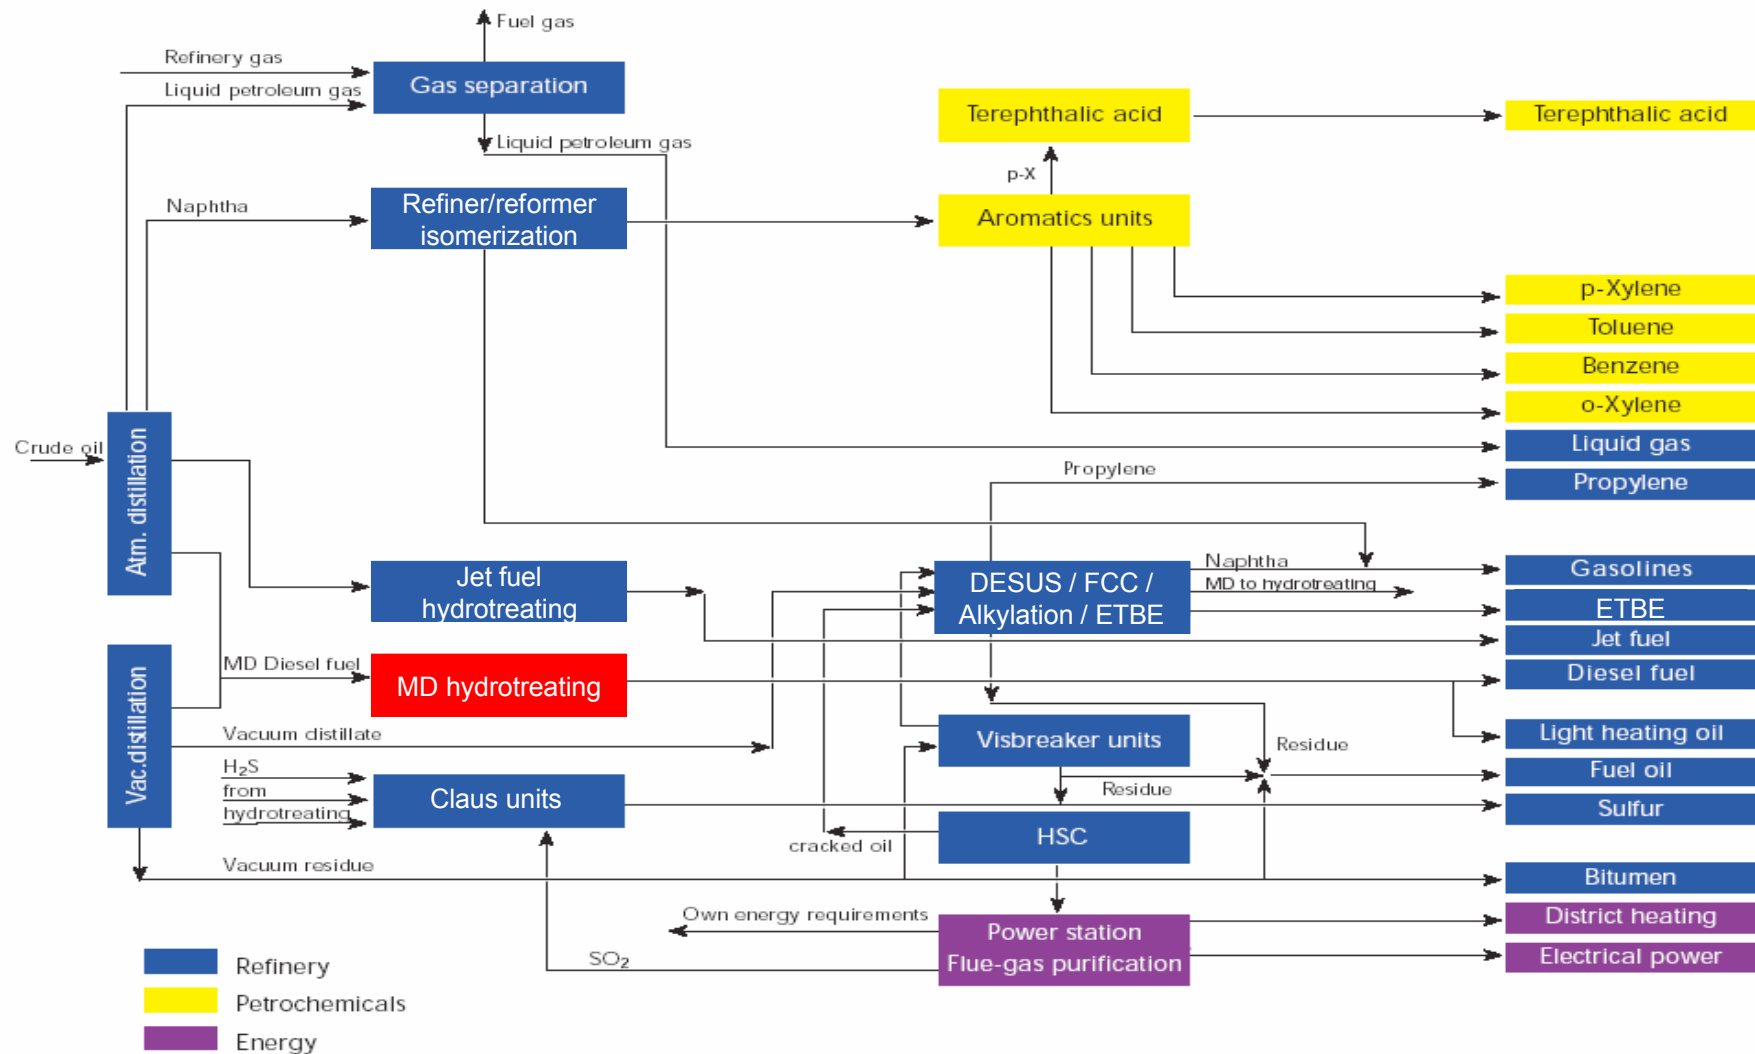 Fuel gas
Refinery gas
Gas separation
Liquid petroleum gas
Terephthalic acid
Terephthalic acid
Liquid petroleum gas
p-X
Naphtha
Refiner/reformer
isomerization
Aromatics units
p-Xylene
Toluene
Benzene
o-Xylene
Crude oil
Atm. distillation
Liquid gas
Propylene
Propylene
Jet fuel
hydrotreating
DESUS / FCC /
Alkylation / ETBE
Naphtha
MD to hydrotreating
Gasolines
ETBE
Jet fuel
Vac.distillation
MD Diesel fuel
MD hydrotreating
Diesel fuel
Vacuum distillate
Visbreaker units
Residue
Light heating oil
H₂S
from
hydrotreating
Claus units
Residue
Fuel oil
Sulfur
HSC
cracked oil
Vacuum residue
Bitumen
Own energy requirements
Power station
Flue-gas purification
SO₂
District heating
Electrical power
Refinery
Petrochemicals
Energy